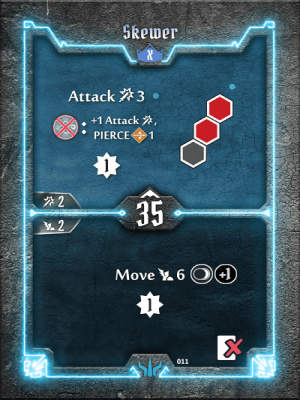 Skewer
X
Attack 3
+1 Attack,
PIERCE 1
1
2
35
2
Move 6 +1
1
011